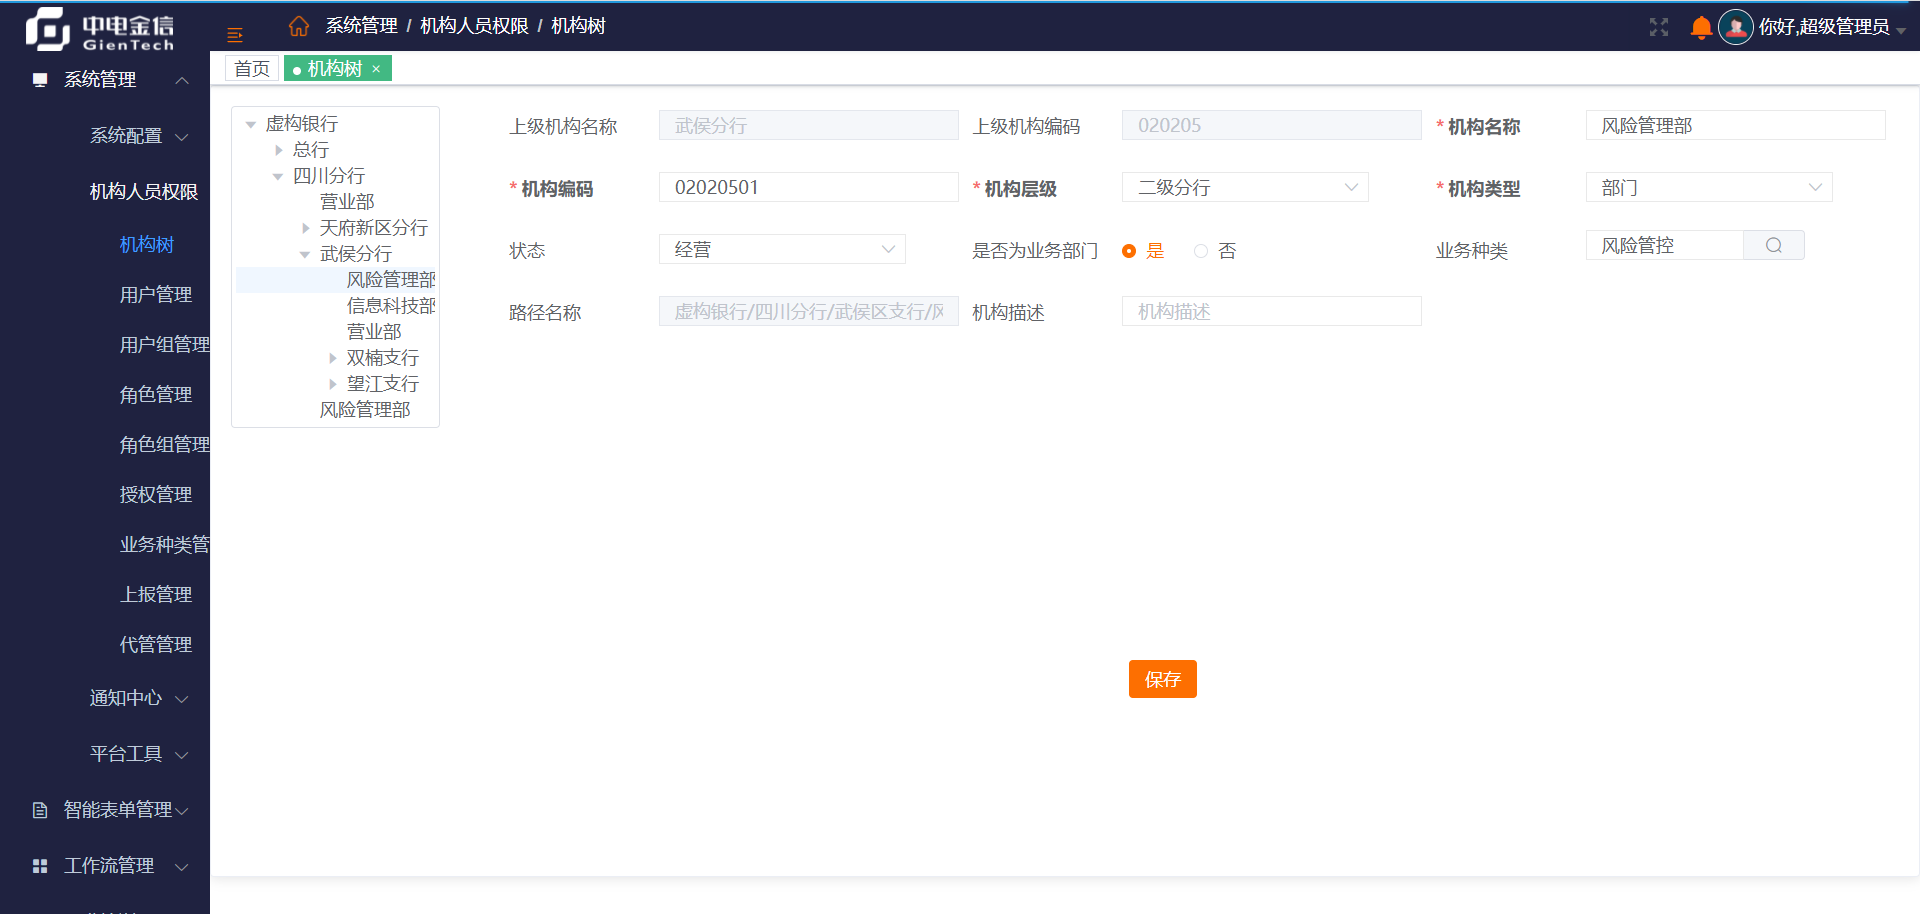 中电金信
GienTech
系统管理 / 机构人员权限 / 机构树
你好,超级管理员
首页
机构树 ×
系统管理
系统配置
机构人员权限
机构树
用户管理
用户组管理
角色管理
角色组管理
授权管理
业务种类管
上报管理
代管管理
通知中心
平台工具
智能表单管理
工作流管理
虚构银行
总行
四川分行
营业部
天府新区分行
武侯分行
风险管理部
信息科技部
营业部
双楠支行
望江支行
风险管理部
上级机构名称 武侯分行 上级机构编码 020205 * 机构名称 风险管理部
* 机构编码 02020501 * 机构层级 二级分行 * 机构类型 部门
状态 经营 是否为业务部门 是 否 业务种类 风险管控
路径名称 虚构银行/四川分行/武侯区支行/风 机构描述 机构描述
保存